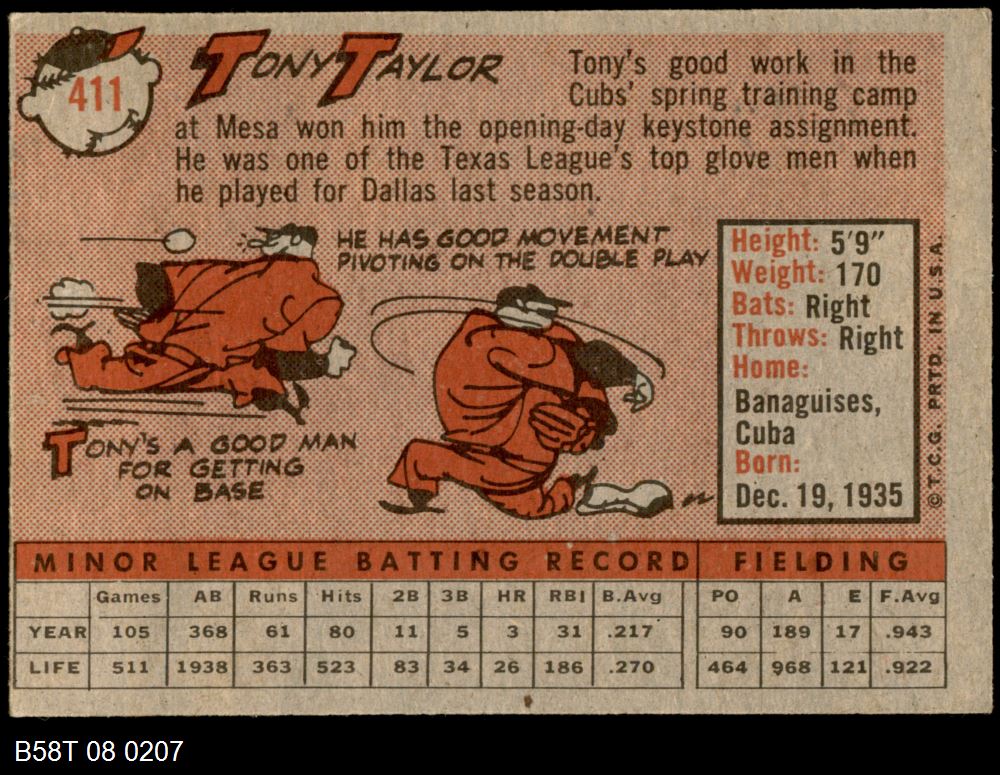 411
TONY TAYLOR
Tony's good work in the
Cubs' spring training camp
at Mesa won him the opening-day keystone assignment.
He was one of the Texas League's top glove men when
he played for Dallas last season.
HE HAS GOOD MOVEMENT
PIVOTING ON THE DOUBLE PLAY
TONY'S A GOOD MAN
FOR GETTING
ON BASE
Height: 5'9"
Weight: 170
Bats: Right
Throws: Right
Home:
Banaguises,
Cuba
Born:
Dec. 19, 1935
©T.C.G. PRTD. IN U.S.A.
MINOR LEAGUE BATTING RECORD FIELDING
Games AB Runs Hits 2B 3B HR RBI B.Avg PO A E F.Avg
YEAR 105 368 61 80 11 5 3 31 .217 90 189 17 .943
LIFE 511 1938 363 523 83 34 26 186 .270 464 968 121 .922
B58T 08 0207